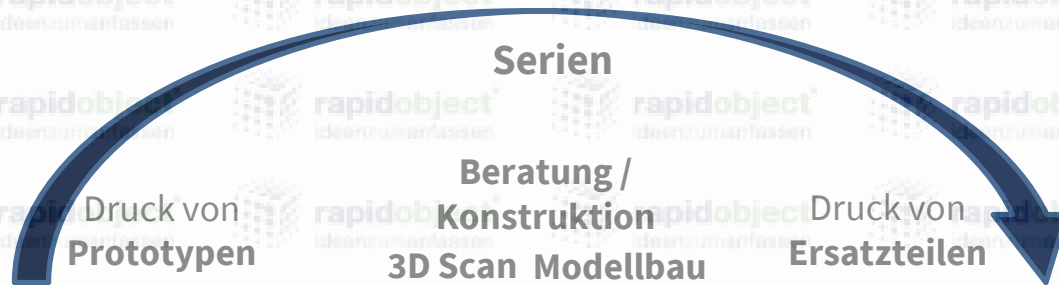 Serien
Druck von
Prototypen
Beratung /
Konstruktion
3D Scan Modellbau
Druck von
Ersatzteilen
rapidobject
ideenzumanfassen